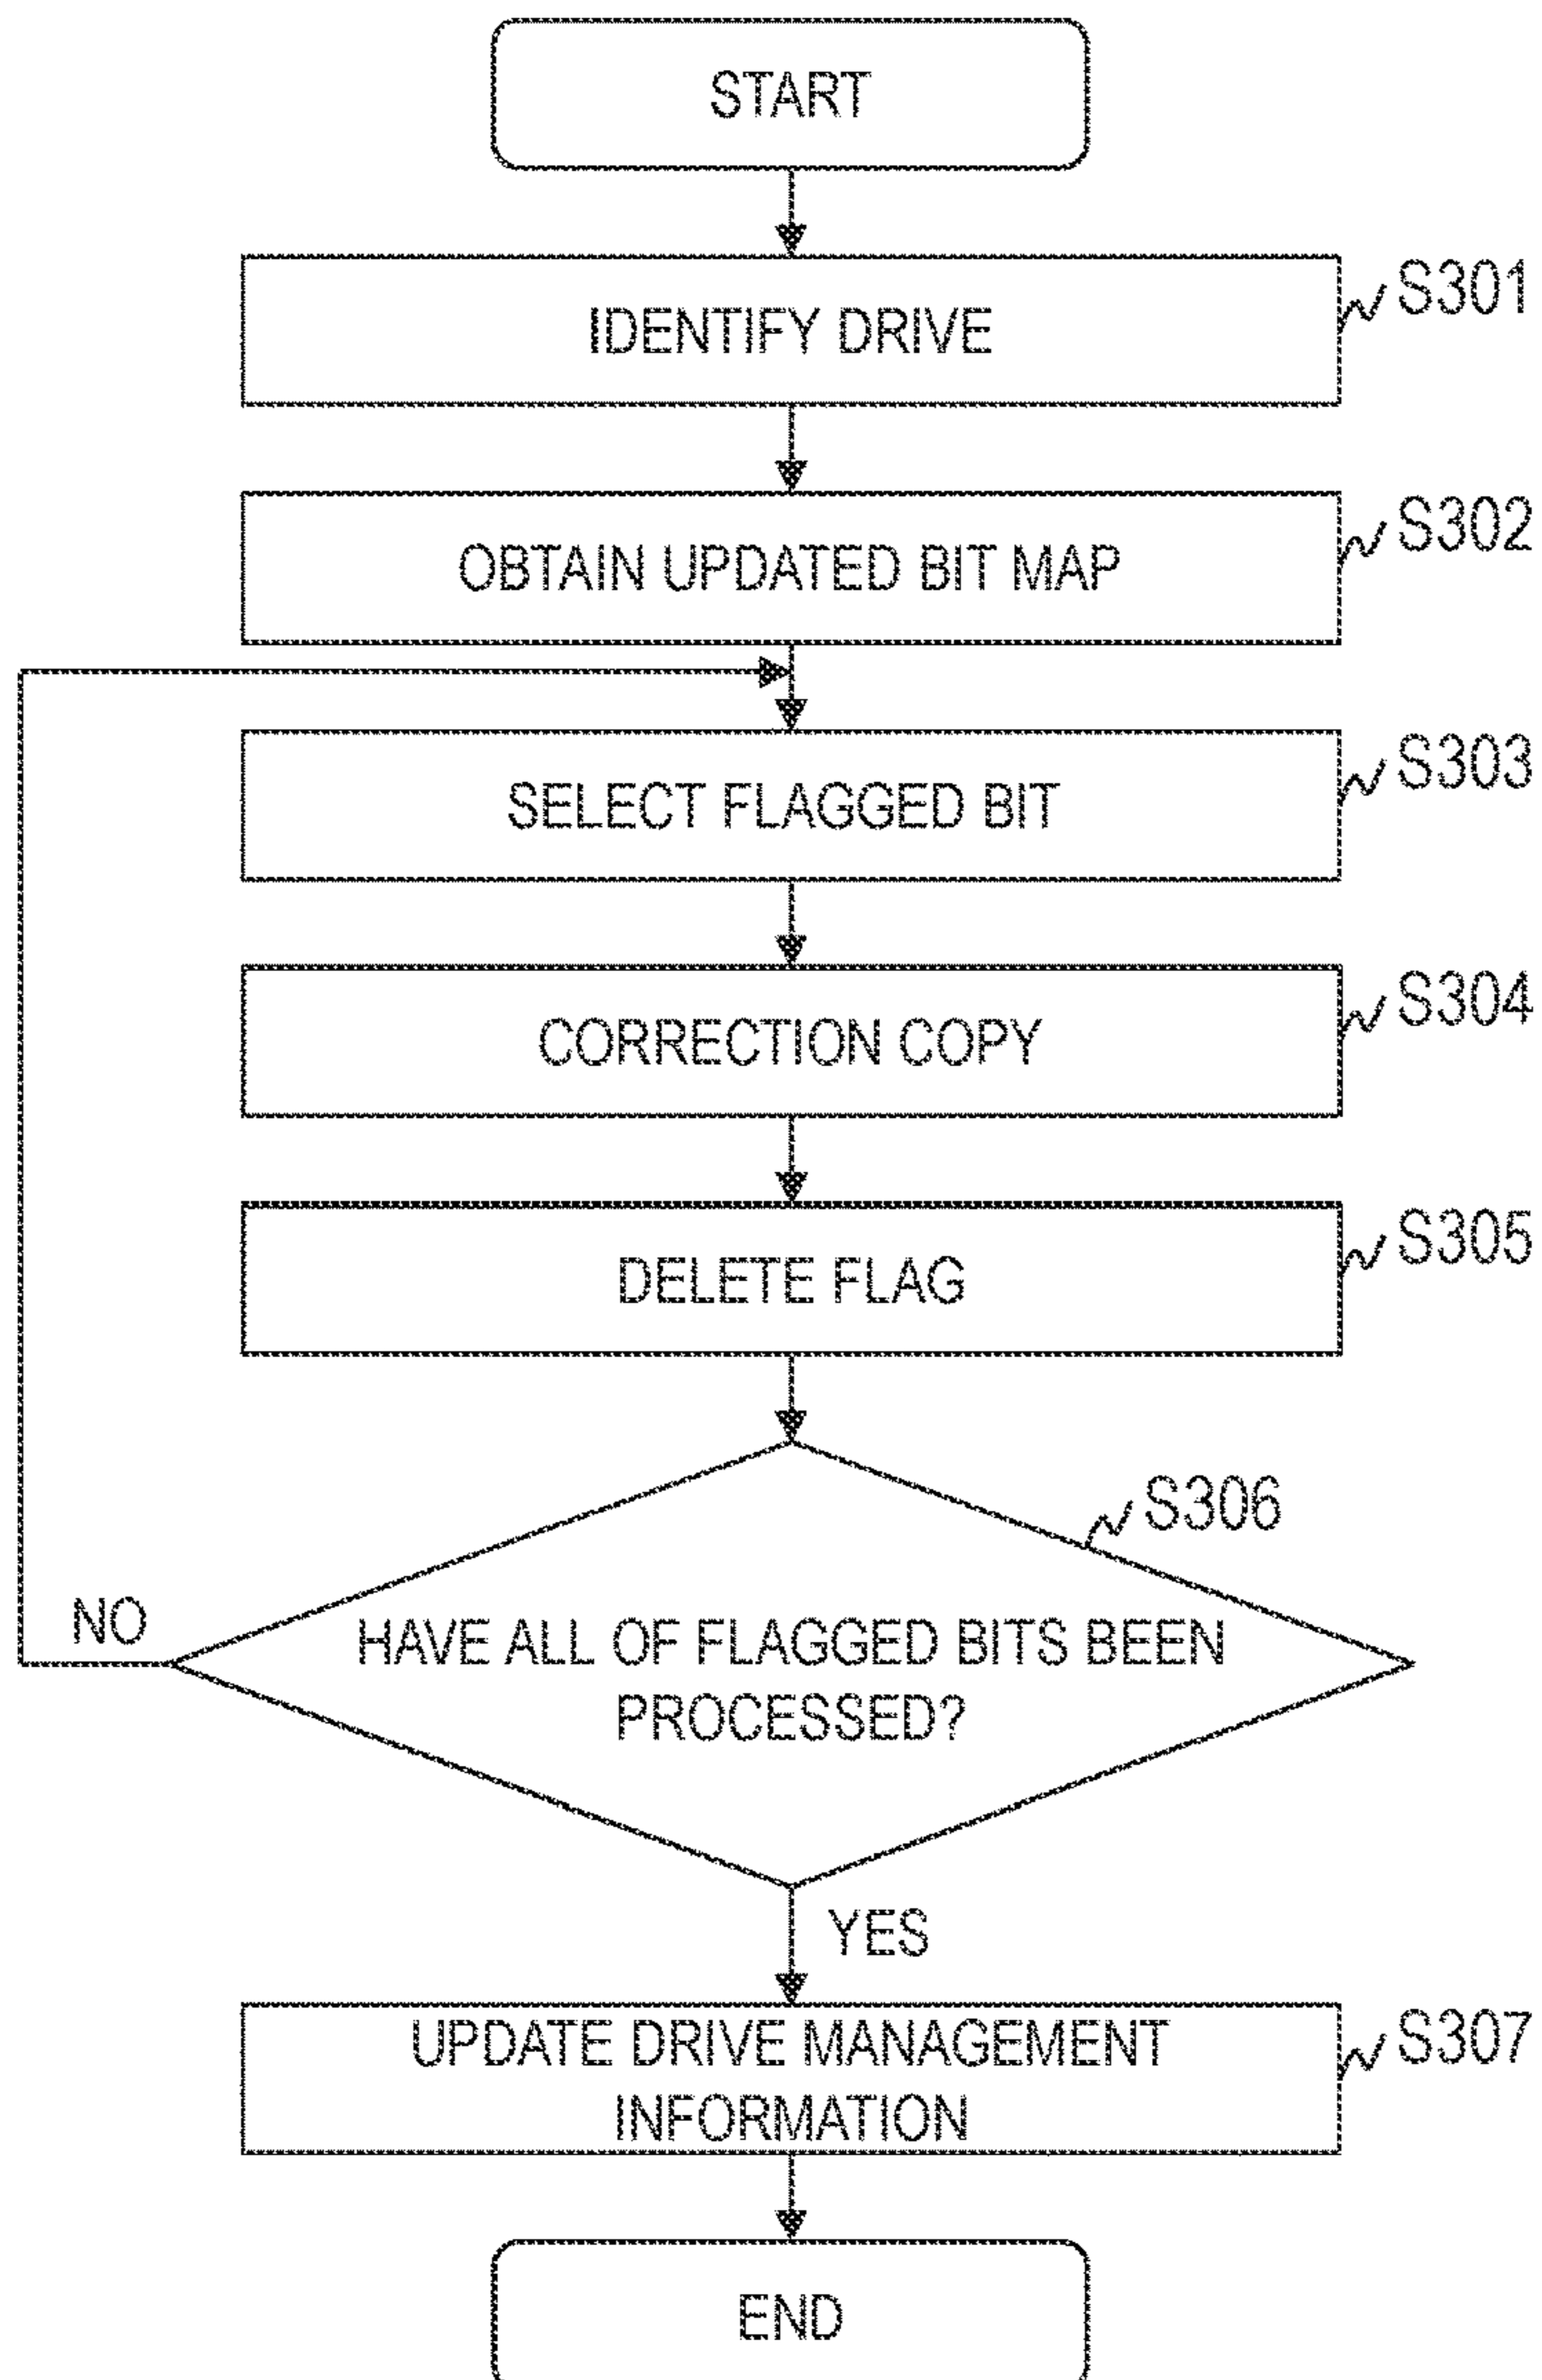 START
IDENTIFY DRIVE
S301
OBTAIN UPDATED BIT MAP
S302
SELECT FLAGGED BIT
S303
CORRECTION COPY
S304
DELETE FLAG
S305
S306
NO
HAVE ALL OF FLAGGED BITS BEEN
PROCESSED?
YES
UPDATE DRIVE MANAGEMENT
INFORMATION
S307
END